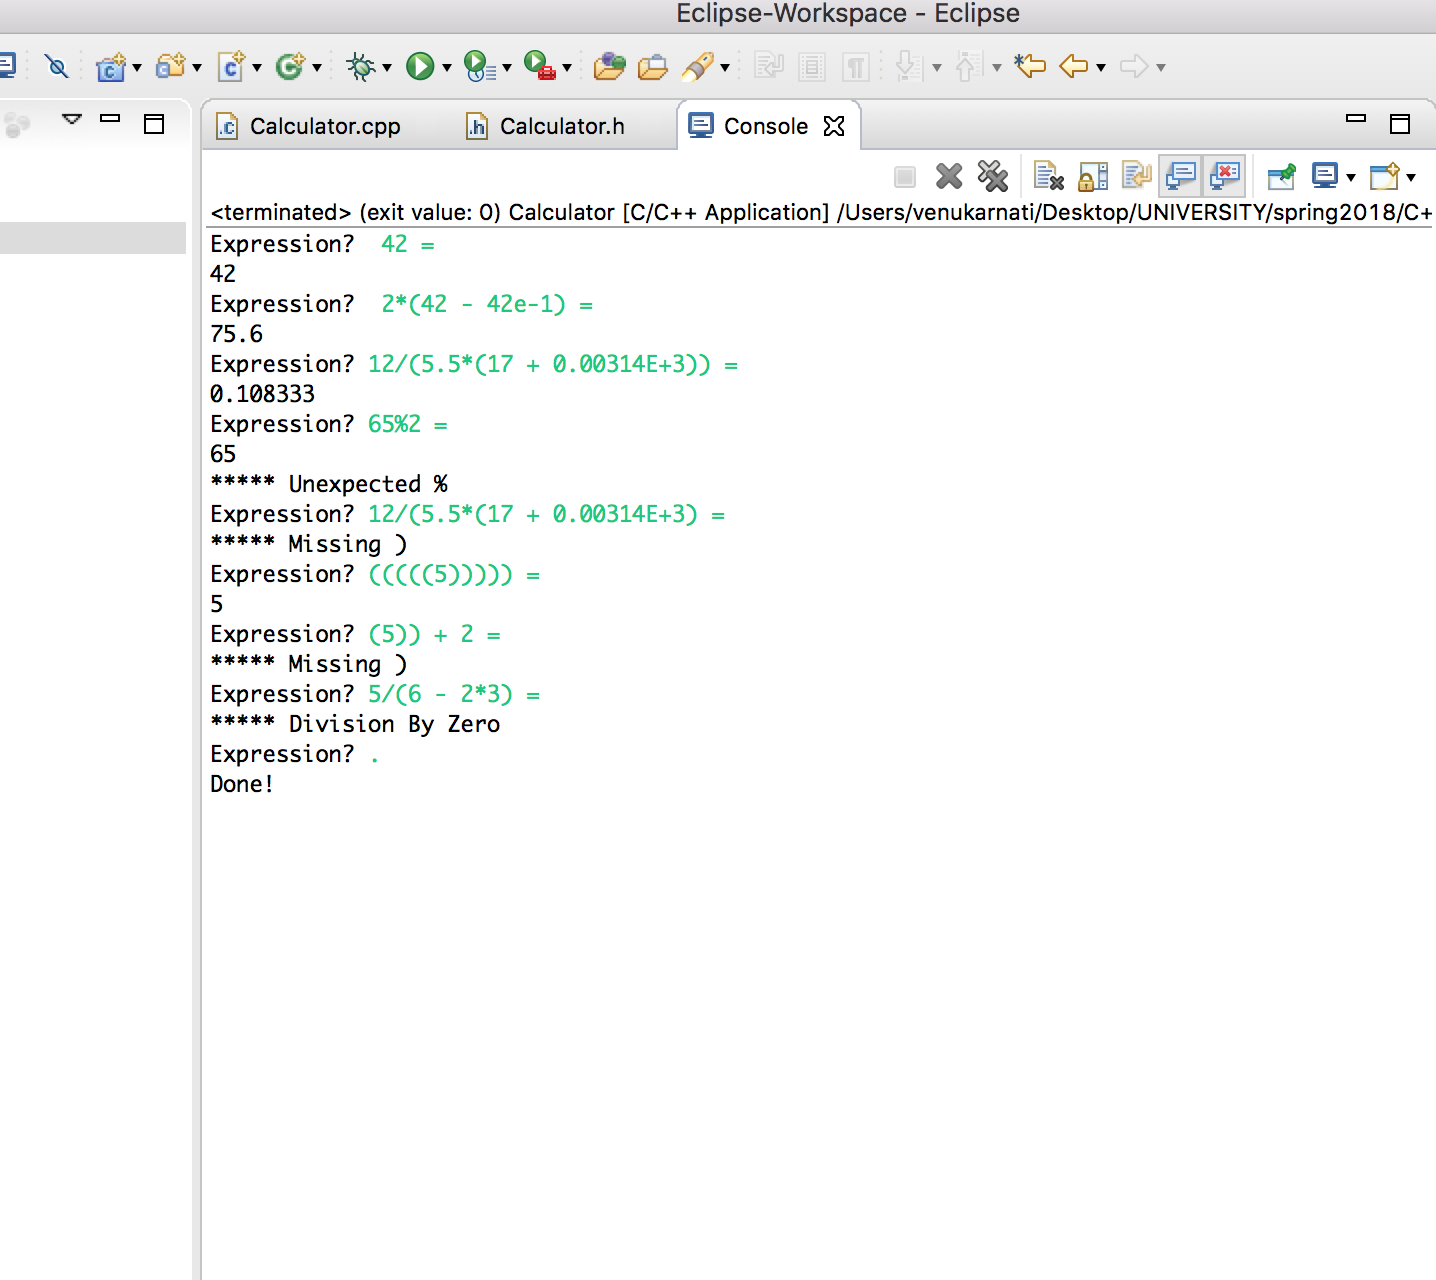 Eclipse-Workspace - Eclipse
Calculator.cpp
Calculator.h
Console
<terminated> (exit value: 0) Calculator [C/C++ Application] /Users/venukarnati/Desktop/UNIVERSITY/spring2018/C+
Expression?  42 =
42
Expression?  2*(42 - 42e-1) =
75.6
Expression? 12/(5.5*(17 + 0.00314E+3)) =
0.108333
Expression? 65%2 =
65
***** Unexpected %
Expression? 12/(5.5*(17 + 0.00314E+3) =
***** Missing )
Expression? (((((5))))) =
5
Expression? (5)) + 2 =
***** Missing )
Expression? 5/(6 - 2*3) =
***** Division By Zero
Expression? .
Done!